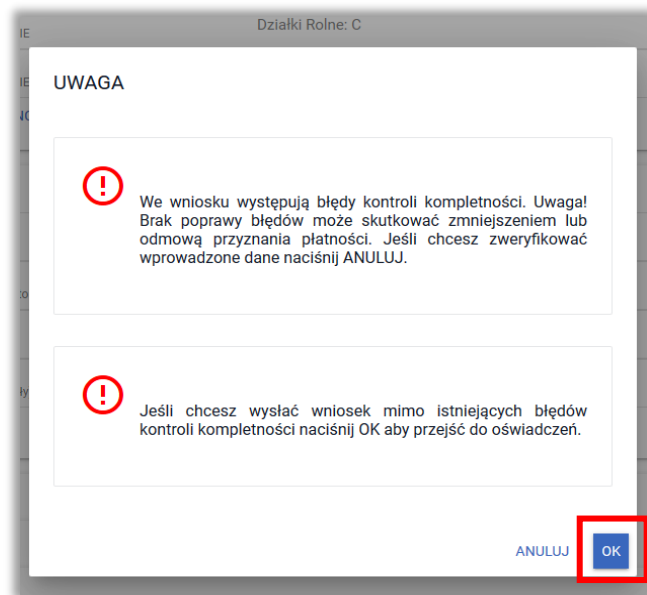 IE
Działki Rolne: C
IE
UWAGA
We wniosku występują błędy kontroli kompletności. Uwaga!
Brak poprawy błędów może skutkować zmniejszeniem lub
odmową przyznania płatności. Jeśli chcesz zweryfikować
wprowadzone dane naciśnij ANULUJ.
Jeśli chcesz wysłać wniosek mimo istniejących błędów
kontroli kompletności naciśnij OK aby przejść do oświadczeń.
ANULUJ
OK